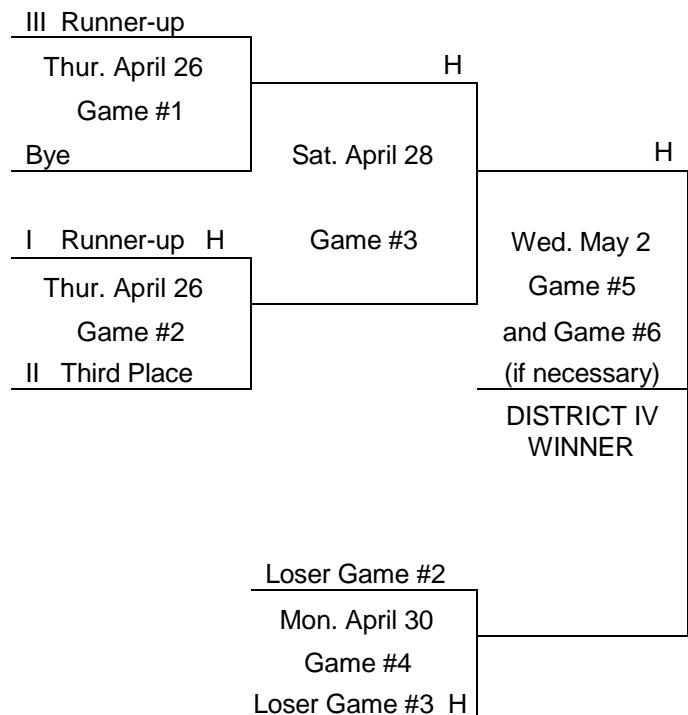 III Runner-up
Thur. April 26
Game #1
Bye
H
Sat. April 28
Game #3
H
I Runner-up H
Thur. April 26
Game #2
II Third Place
Wed. May 2
Game #5
and Game #6
(if necessary)
DISTRICT IV
WINNER
Loser Game #2
Mon. April 30
Game #4
Loser Game #3 H